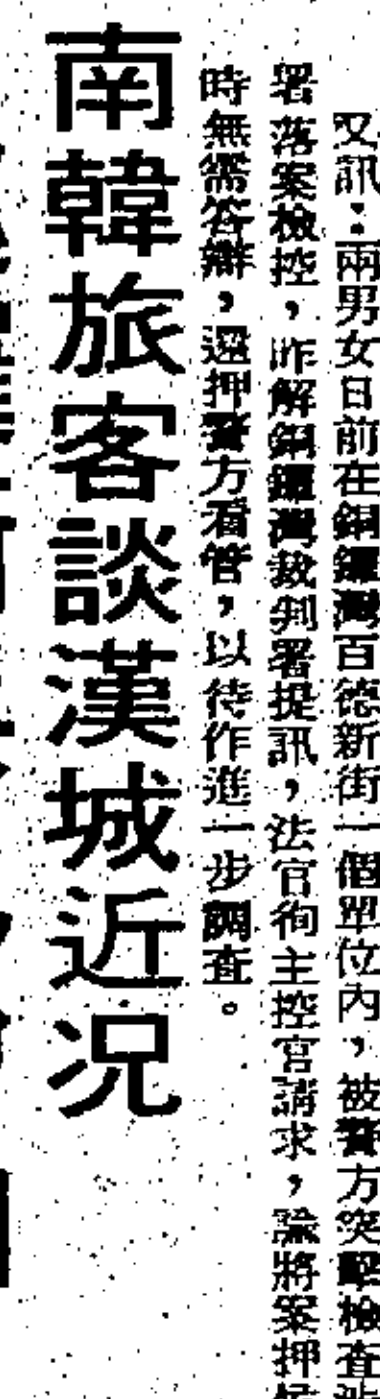 又訊：兩男女日前在銅鑼灣百德新街一個單位內，被警方突擊檢查
署落案檢控，昨解銅鑼灣裁判署提訊，法官徇主控官請求，諭將案押
時無需答辯，還押警方看管，以待作進一步調查。
南韓旅客談漢城近况